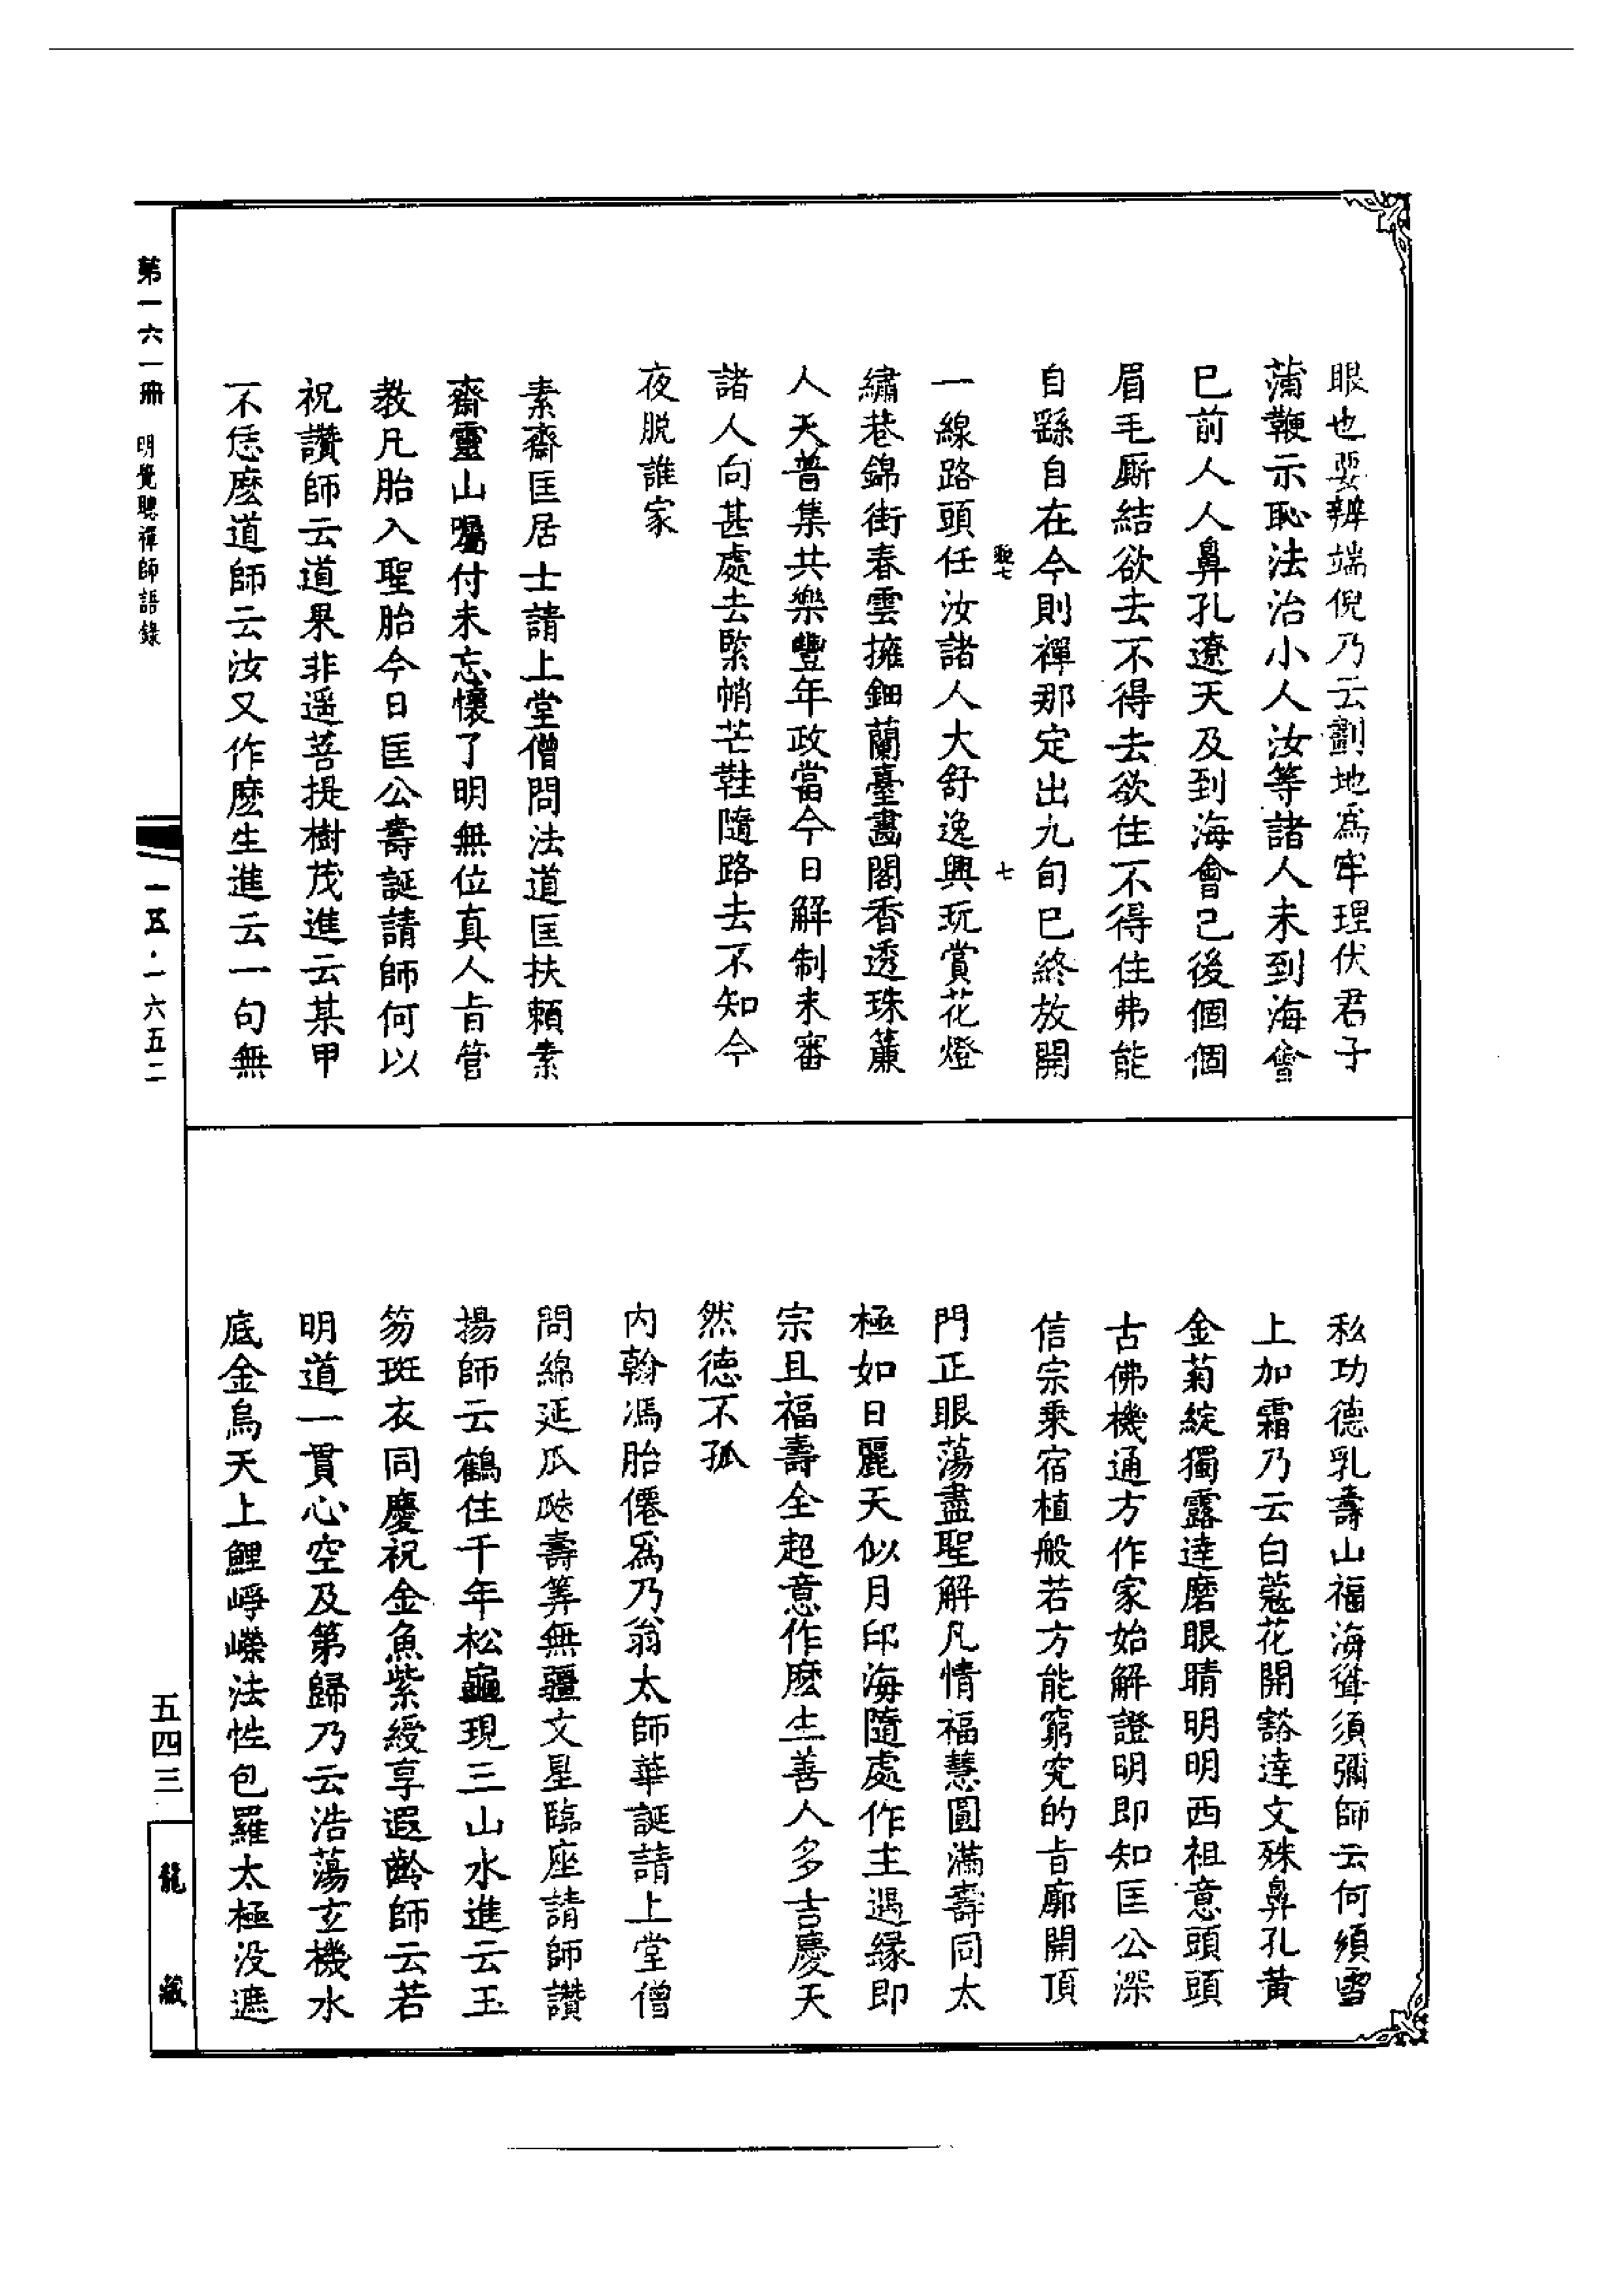 眼也要辨端倪乃云劃地爲牢理伏君子
蒲鞭示恥法治小人汝等諸人未到海會
已前人人鼻孔遼天及到海會已後個個
眉毛廝結欲去不得去欲住不得住弗能
自繇自在今則禪那定出九旬已終放開
七
一線路頭任汝諸人大舒逸興玩賞花燈
繡巷錦街春雲擁鈿蘭臺畵閣香透珠簾
人天普集共樂豐年政當今日解制未審
諸人向甚處去緊帩芒鞋隨路去不知今
夜脫誰家
素齋匡居士請上堂僧問法道匡扶賴素
齋靈山囑付未忘懷了明無位真人旨管
教凡胎入聖胎今日匡公壽誕請師何以
祝讚師云道果非遥菩提樹茂進云某甲
不恁麽道師云汝又作麽生進云一句無
私功德乳壽山福海聳須彌師云何須雪
上加霜乃云白蔻花開豁達文殊鼻孔黃
金菊綻獨露達磨眼睛明明西祖意頭頭
古佛機通方作家始解證明即知匡公深
信宗乗宿植般若方能窮究的旨廓開頂
門正眼蕩盡聖解凡情福慧圓滿壽同太
極如日麗天似月印海隨處作主遇緣即
宗且福壽全超意作麽生善人多吉慶天
然德不孤
内翰馮胎僊爲乃翁太師華誕請上堂僧
問綿延瓜瓞壽筭無疆文星臨座請師讚
揚師云鶴住千年松龜現三山水進云玉
笏斑衣同慶祝金魚紫綬享遐齡師云若
明道一貫心空及第歸乃云浩蕩玄機水
底金烏天上鯉崢嶸法性包羅太極没遮
第一六一冊 明覺聰禪師語錄
一五·一六五二
五四三
龍藏